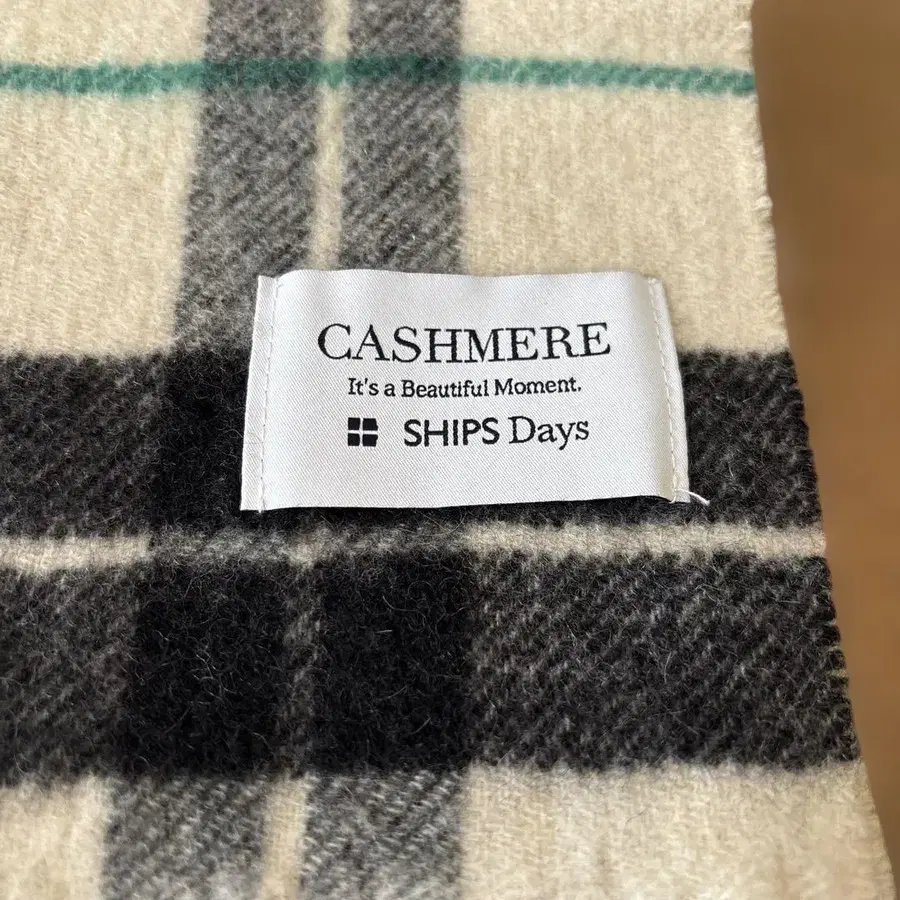 CASHMERE
It's a Beautiful Moment.
SHIPS Days